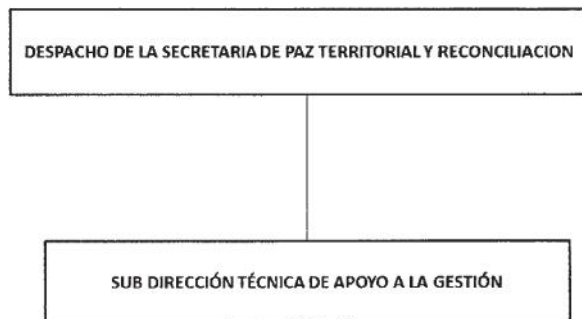 DESPACHO DE LA SECRETARIA DE PAZ TERRITORIAL Y RECONCILIACION
SUB DIRECCIÓN TÉCNICA DE APOYO A LA GESTIÓN